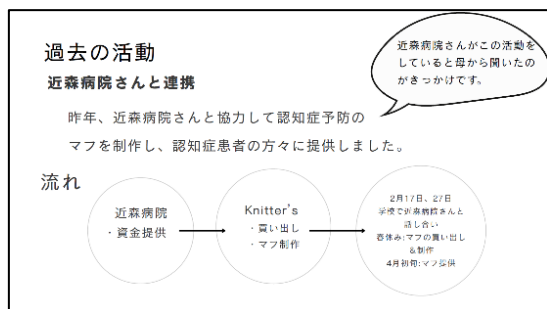 過去の活動
近森病院さんと連携
近森病院さんがこの活動を
していると母から聞いたの
がきっかけです。
昨年、近森病院さんと協力して認知症予防の
マフを制作し、認知症患者の方々に提供しました。
流れ
近森病院
・資金提供
Knitter's
・買い出し
・マフ制作
2月17日、27日
学校で近森病院さんと
話し合い
春休み:マフの買い出し
&制作
4月初旬:マフ提供